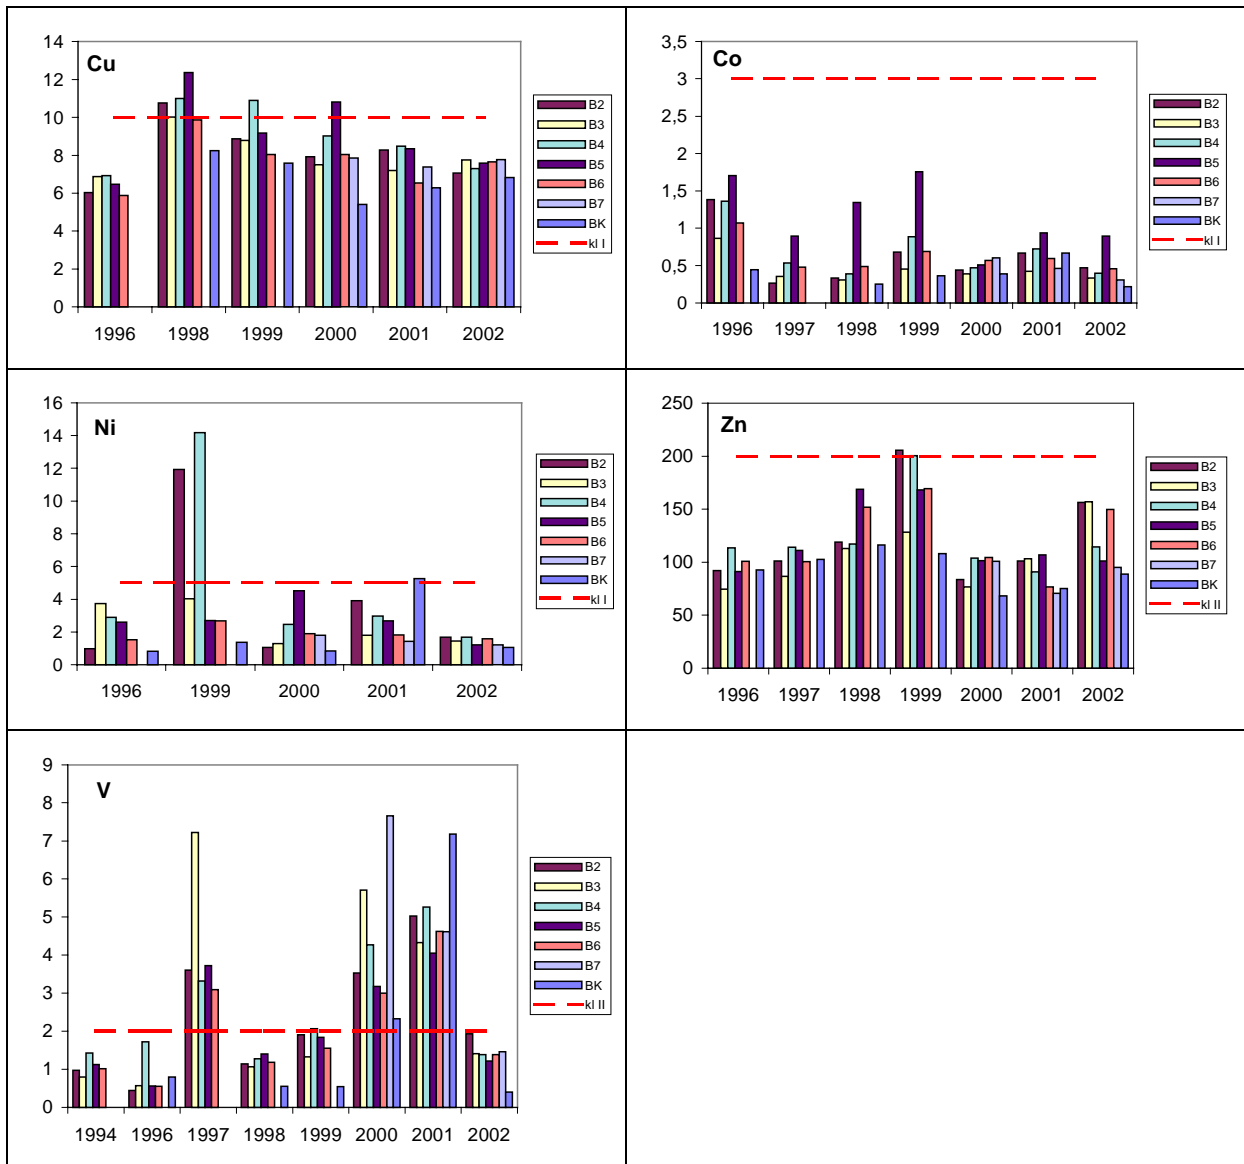 Cu
14
12
10
8
6
4
2
0
1996 1998 1999 2000 2001 2002
B2
B3
B4
B5
B6
B7
BK
kl I
Co
3,5
3
2,5
2
1,5
1
0,5
0
1996 1997 1998 1999 2000 2001 2002
B2
B3
B4
B5
B6
B7
BK
kl I
Ni
16
14
12
10
8
6
4
2
0
1996 1999 2000 2001 2002
B2
B3
B4
B5
B6
B7
BK
kl I
Zn
250
200
150
100
50
0
1996 1997 1998 1999 2000 2001 2002
B2
B3
B4
B5
B6
B7
BK
kl II
V
9
8
7
6
5
4
3
2
1
0
1994 1996 1997 1998 1999 2000 2001 2002
B2
B3
B4
B5
B6
B7
BK
kl II